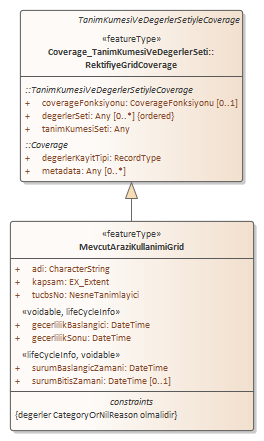 TanimKumesiVeDegerlerSetiyleCoverage
«featureType»
Coverage_TanimKumesiVeDegerlerSeti::
RektifiyeGridCoverage
::TanimKumesiVeDegerlerSetiyleCoverage
+ coverageFonksiyonu: CoverageFonksiyonu [0..1]
+ degerlerSeti: Any [0..*] {ordered}
+ tanimKumesiSeti: Any
::Coverage
+ degerlerKayitTipi: RecordType
+ metadata: Any [0..*]
«featureType»
MevcutAraziKullanimiGrid
+ adi: CharacterString
+ kapsam: EX_Extent
+ tucbsNo: NesneTanimlayici
«voidable, lifeCycleInfo»
+ gecerlilikBaslangici: DateTime
+ gecerlilikSonu: DateTime
«lifeCycleInfo, voidable»
+ surumBaslangicZamani: DateTime
+ surumBitisZamani: DateTime [0..1]
constraints
{degerler CategoryOrNilReason olmalidir}